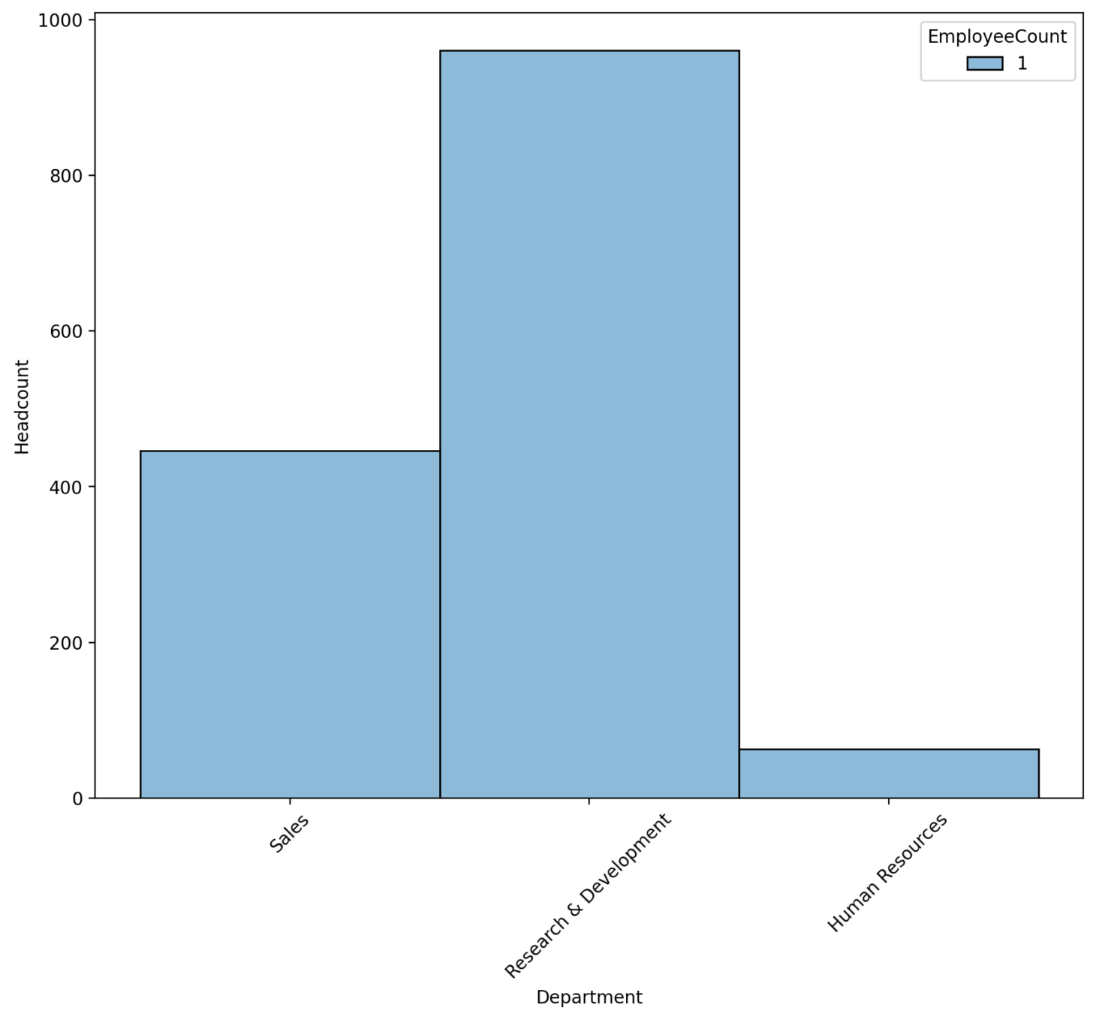 EmployeeCount
1
1000
800
600
400
200
0
Headcount
Sales
Research & Development
Human Resources
Department